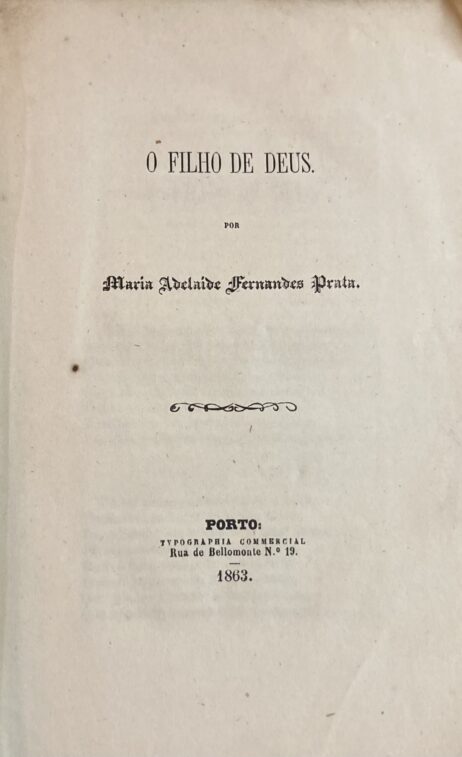 O FILHO DE DEUS.
POR
Maria Adelaide Fernandes Prata.
PORTO:
TYPOGRAPHIA COMMERCIAL
Rua de Bellomonte N.º 19.
1863.